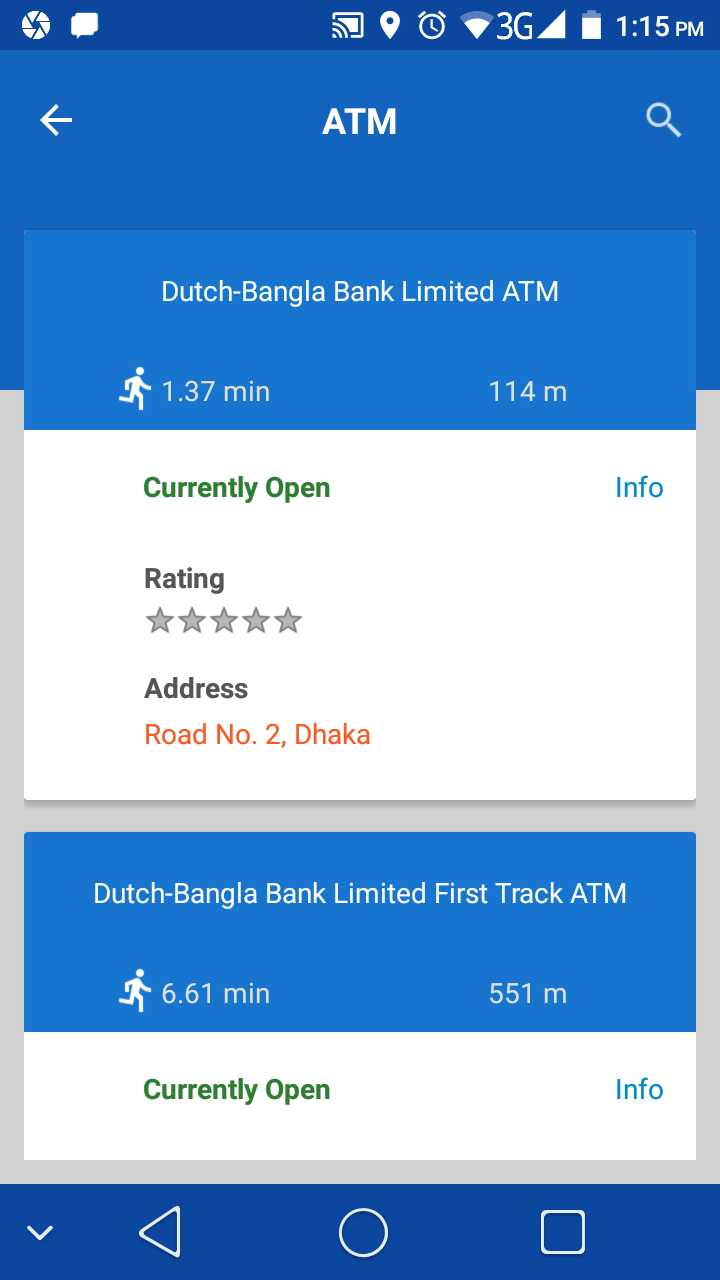 3G 1:15 PM
ATM
Dutch-Bangla Bank Limited ATM
1.37 min 114 m
Currently Open Info
Rating
Address
Road No. 2, Dhaka
Dutch-Bangla Bank Limited First Track ATM
6.61 min 551 m
Currently Open Info